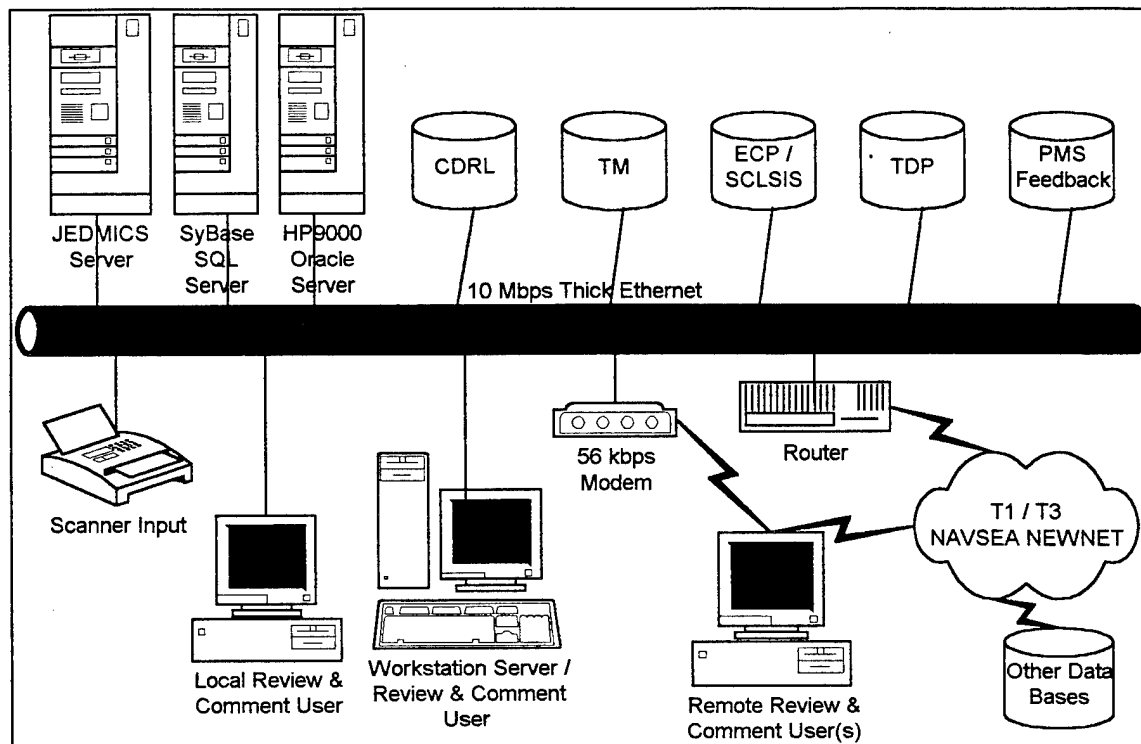 CDRL
TM
ECP /
SCLSIS
TDP
PMS
Feedback
JEDMICS
Server
SyBase
SQL
Server
HP9000
Oracle
Server
10 Mbps Thick Ethernet
Scanner Input
Local Review &
Comment User
Workstation Server /
Review & Comment
User
56 kbps
Modem
Router
T1 / T3
NAVSEA NEWNET
Remote Review &
Comment User(s)
Other Data
Bases